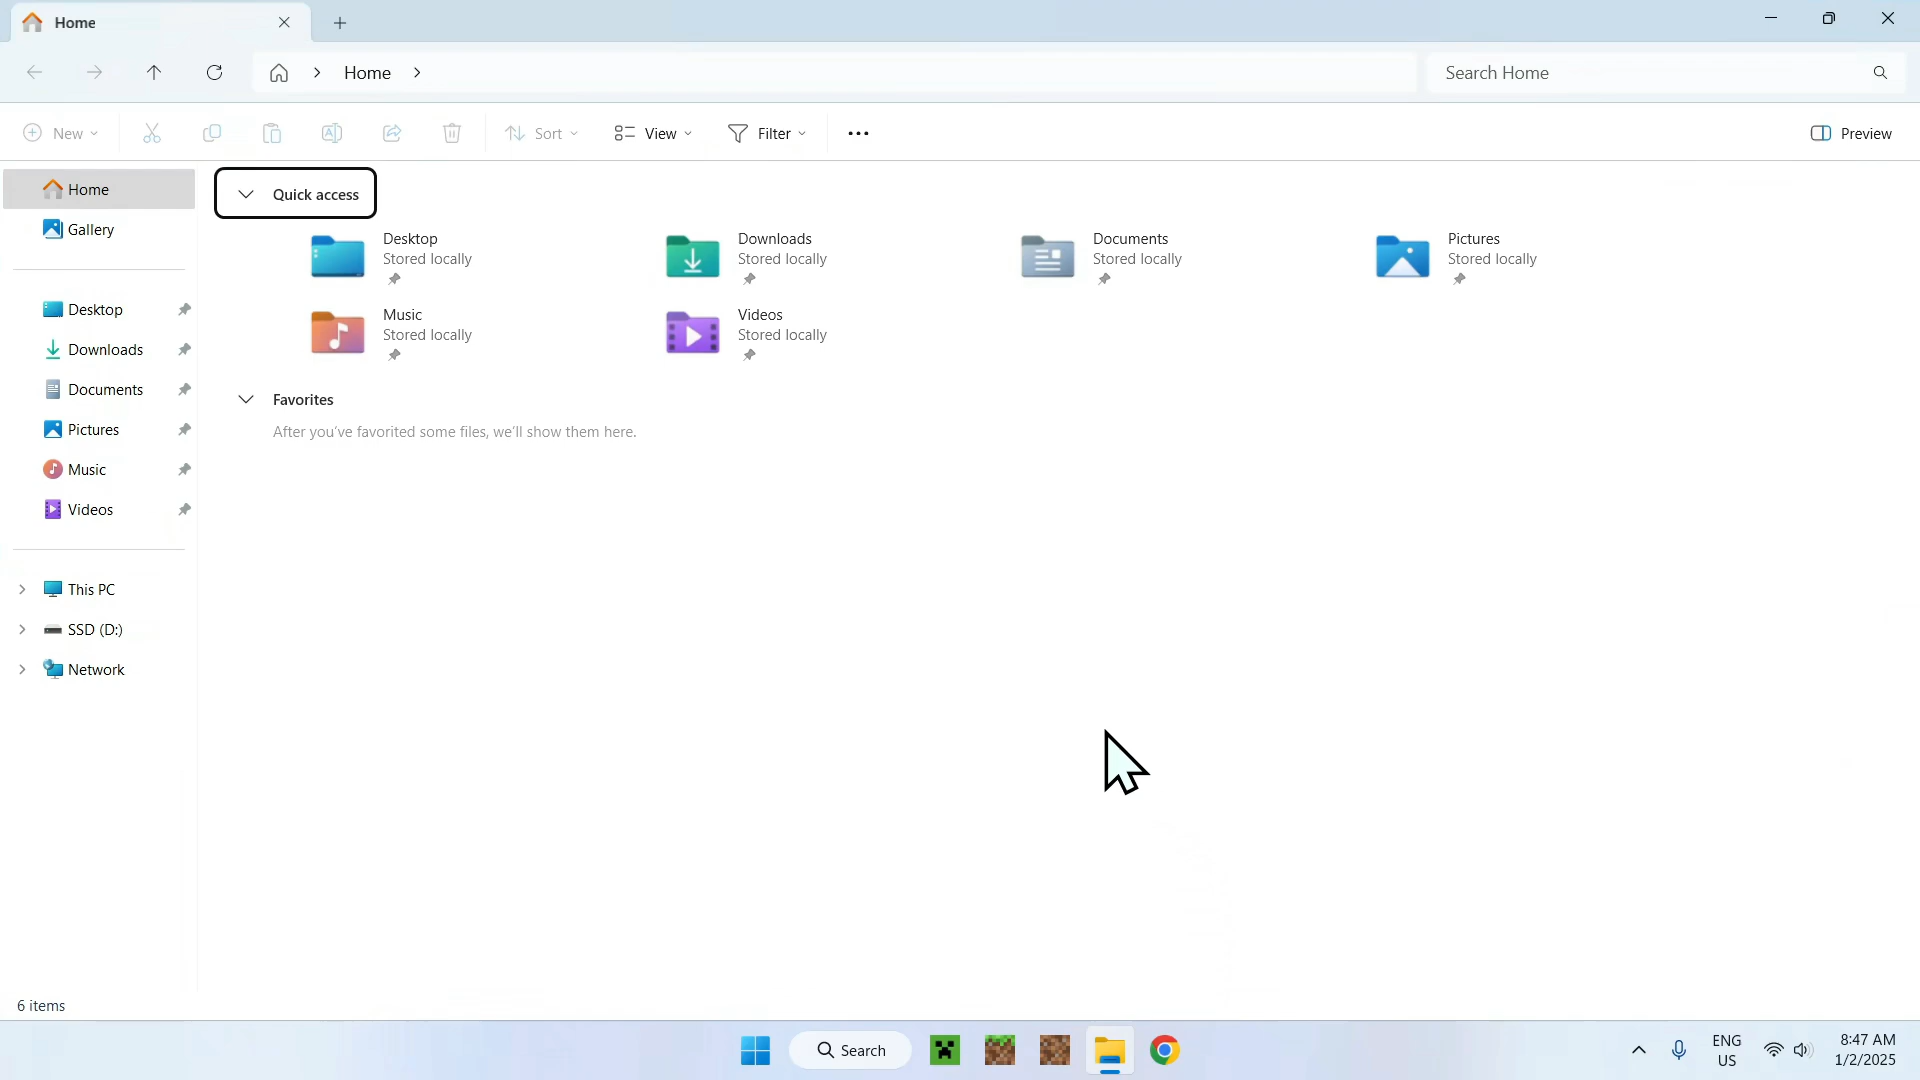 Home
Home
Search Home
New
Sort
View
Filter
Preview
Home
Gallery
Desktop
Downloads
Documents
Pictures
Music
Videos
This PC
SSD (D:)
Network
Quick access
Desktop
Stored locally
Downloads
Stored locally
Documents
Stored locally
Pictures
Stored locally
Music
Stored locally
Videos
Stored locally
Favorites
After you've favorited some files, we'll show them here.
6 items
Search
ENG
US
8:47 AM
1/2/2025